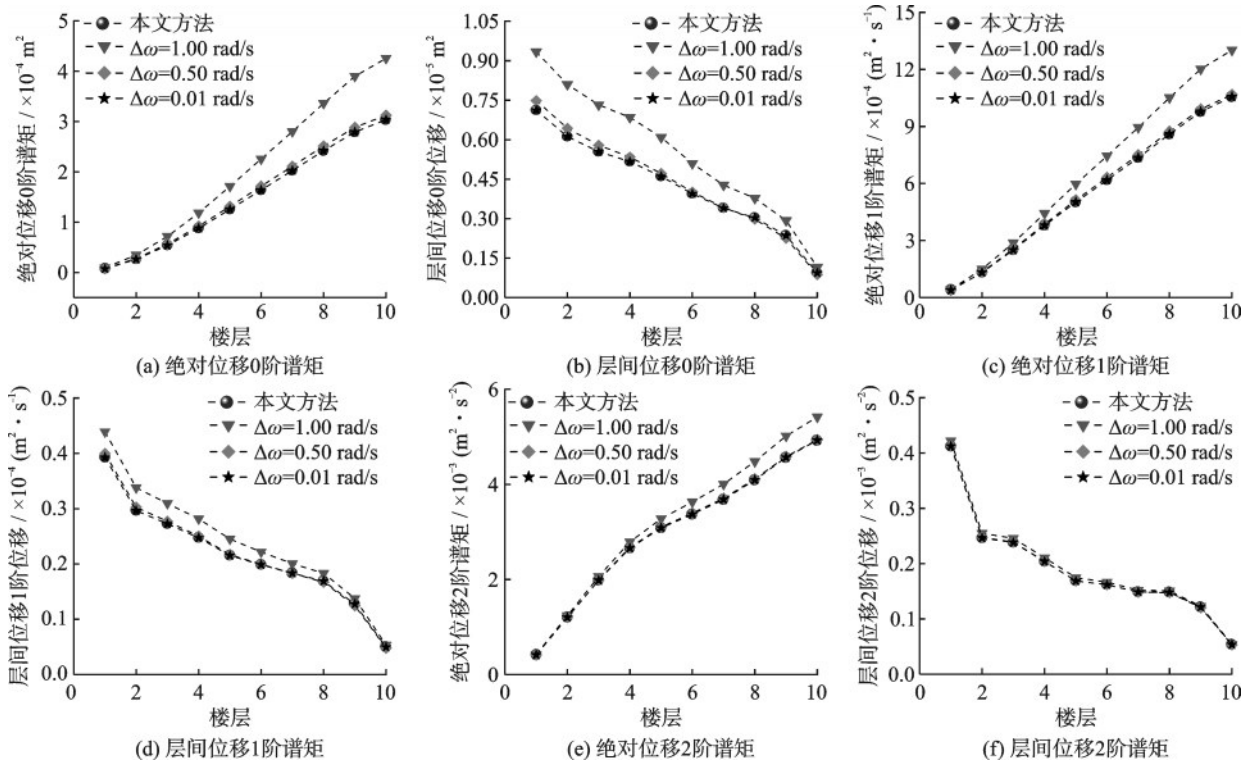 本文方法
Δω=1.00 rad/s
Δω=0.50 rad/s
Δω=0.01 rad/s
绝对位移0阶谱矩 / ×10⁻⁴ m²
5
4
3
2
1
0
0 2 4 6 8 10
楼层
(a) 绝对位移0阶谱矩
本文方法
Δω=1.00 rad/s
Δω=0.50 rad/s
Δω=0.01 rad/s
层间位移0阶位移 / ×10⁻⁵ m²
1.05
0.90
0.75
0.60
0.45
0.30
0.15
0.00
0 2 4 6 8 10
楼层
(b) 层间位移0阶谱矩
本文方法
Δω=1.00 rad/s
Δω=0.50 rad/s
Δω=0.01 rad/s
绝对位移1阶谱矩 / ×10⁻⁴ (m²·s⁻¹)
15
12
9
6
3
0
0 2 4 6 8 10
楼层
(c) 绝对位移1阶谱矩
本文方法
Δω=1.00 rad/s
Δω=0.50 rad/s
Δω=0.01 rad/s
层间位移1阶位移 / ×10⁻⁴ (m²·s⁻¹)
0.5
0.4
0.3
0.2
0.1
0.0
0 2 4 6 8 10
楼层
(d) 层间位移1阶谱矩
本文方法
Δω=1.00 rad/s
Δω=0.50 rad/s
Δω=0.01 rad/s
绝对位移2阶谱矩 / ×10⁻³ (m²·s⁻²)
6
4
2
0
0 2 4 6 8 10
楼层
(e) 绝对位移2阶谱矩
本文方法
Δω=1.00 rad/s
Δω=0.50 rad/s
Δω=0.01 rad/s
层间位移2阶位移 / ×10⁻³ (m²·s⁻²)
0.5
0.4
0.3
0.2
0.1
0.0
0 2 4 6 8 10
楼层
(f) 层间位移2阶谱矩